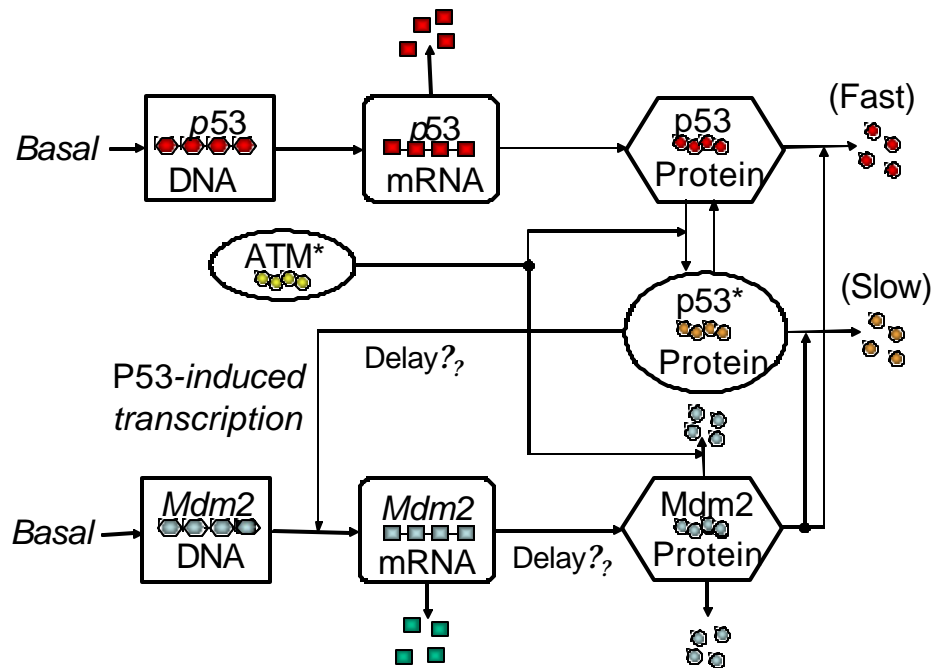 Basal
p53
DNA
p53
mRNA
p53
Protein
(Fast)
ATM*
p53*
Protein
(Slow)
Delay??
P53-induced
transcription
Basal
Mdm2
DNA
Mdm2
mRNA
Delay??
Mdm2
Protein